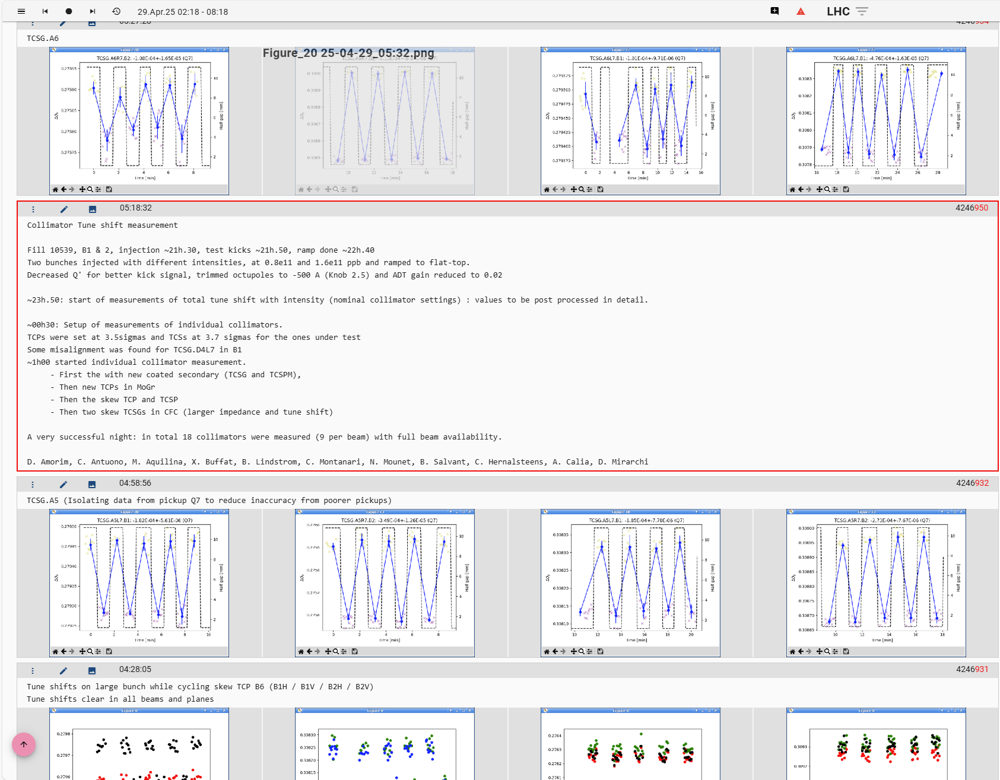 29.Apr.25 02:18 - 08:18
LHC
TCSG.A6
Figure_20 25-04-29_05:32.png
TCSG.A6R7.B2: -1.08E-04+-1.65E-05 (Q7)
TCSG.A6L7.B1: -1.01E-04+-9.71E-06 (Q7)
TCSG.A6L7.B1: -4.76E-04+-1.63E-05 (Q7)
Half gap [mm]
Time [min]
05:18:32
4246950
Collimator Tune shift measurement
Fill 10539, B1 & 2, injection ~21h.30, test kicks ~21h.50, ramp done ~22h.40
Two bunches injected with different intensities, at 0.8e11 and 1.6e11 ppb and ramped to flat-top.
Decreased Q' for better kick signal, trimmed octupoles to -500 A (Knob 2.5) and ADT gain reduced to 0.02
~23h.50: start of measurements of total tune shift with intensity (nominal collimator settings) : values to be post processed in detail.
~00h30: Setup of measurements of individual collimators.
TCPs were set at 3.5sigmas and TCSs at 3.7 sigmas for the ones under test
Some misalignment was found for TCSG.D4L7 in B1
~1h00 started individual collimator measurement.
- First the with new coated secondary (TCSG and TCSPM),
- Then new TCPs in MoGr
- Then the skew TCP and TCSP
- Then two skew TCSGs in CFC (larger impedance and tune shift)
A very successful night: in total 18 collimators were measured (9 per beam) with full beam availability.
D. Amorim, C. Antuono, M. Aquilina, X. Buffat, B. Lindstrom, C. Montanari, N. Mounet, B. Salvant, C. Hernalsteens, A. Calia, D. Mirarchi
04:58:56
4246932
TCSG.A5 (Isolating data from pickup Q7 to reduce inaccuracy from poorer pickups)
TCSG.A5L7.B1: -1.82E-04+-5.61E-06 (Q7)
TCSG.A5R7.B2: -3.49E-04+-1.26E-05 (Q7)
TCSG.A5L7.B1: -1.85E-04+-7.70E-06 (Q7)
TCSG.A5R7.B2: -2.73E-04+-7.67E-06 (Q7)
Half gap [mm]
Time [min]
04:28:05
4246931
Tune shifts on large bunch while cycling skew TCP B6 (B1H / B1V / B2H / B2V)
Tune shifts clear in all beams and planes